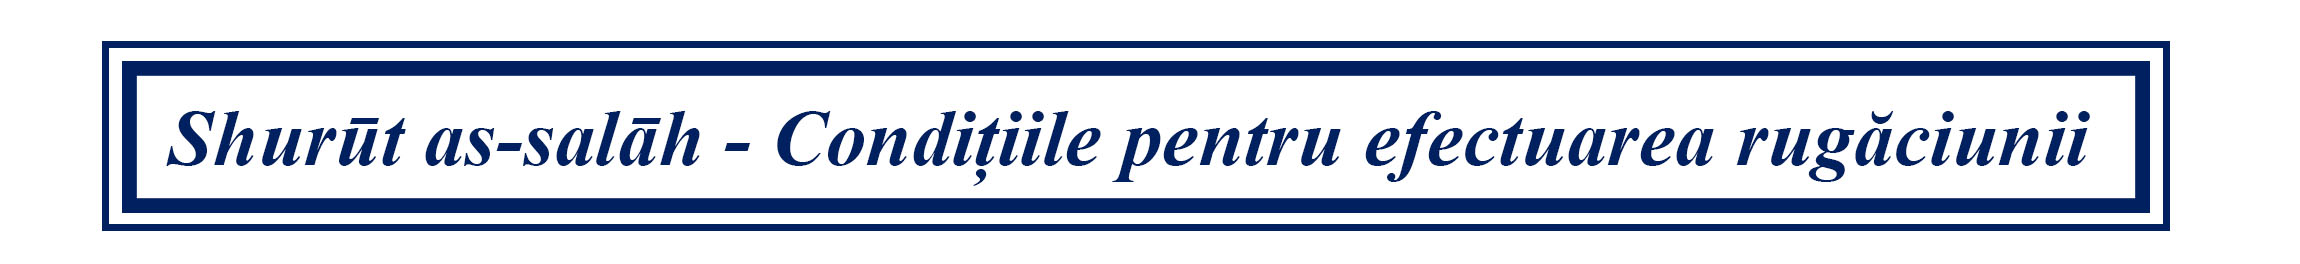 Shurūt as-salāh - Condițiile pentru efectuarea rugăciunii